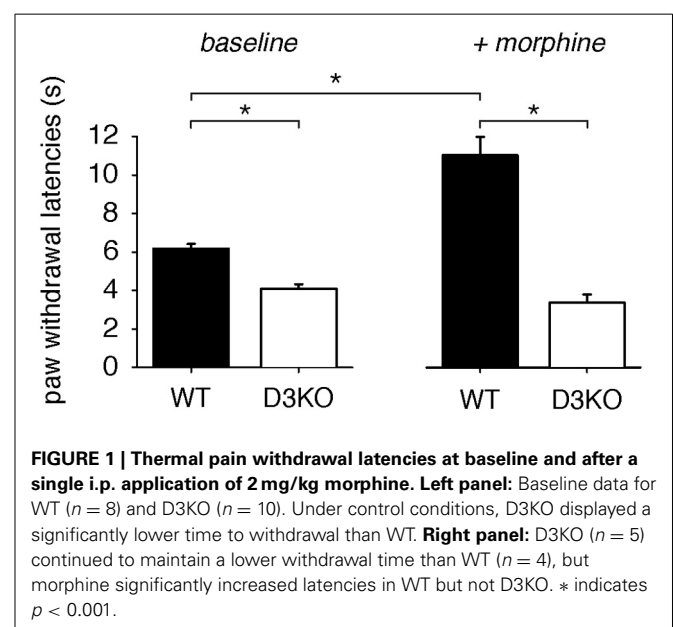 baseline + morphine
*
* *
paw withdrawal latencies (s)
12
10
8
6
4
2
0
WT D3KO WT D3KO
FIGURE 1 | Thermal pain withdrawal latencies at baseline and after a
single i.p. application of 2 mg/kg morphine. Left panel: Baseline data for
WT (n = 8) and D3KO (n = 10). Under control conditions, D3KO displayed a
significantly lower time to withdrawal than WT. Right panel: D3KO (n = 5)
continued to maintain a lower withdrawal time than WT (n = 4), but
morphine significantly increased latencies in WT but not D3KO. * indicates
p < 0.001.